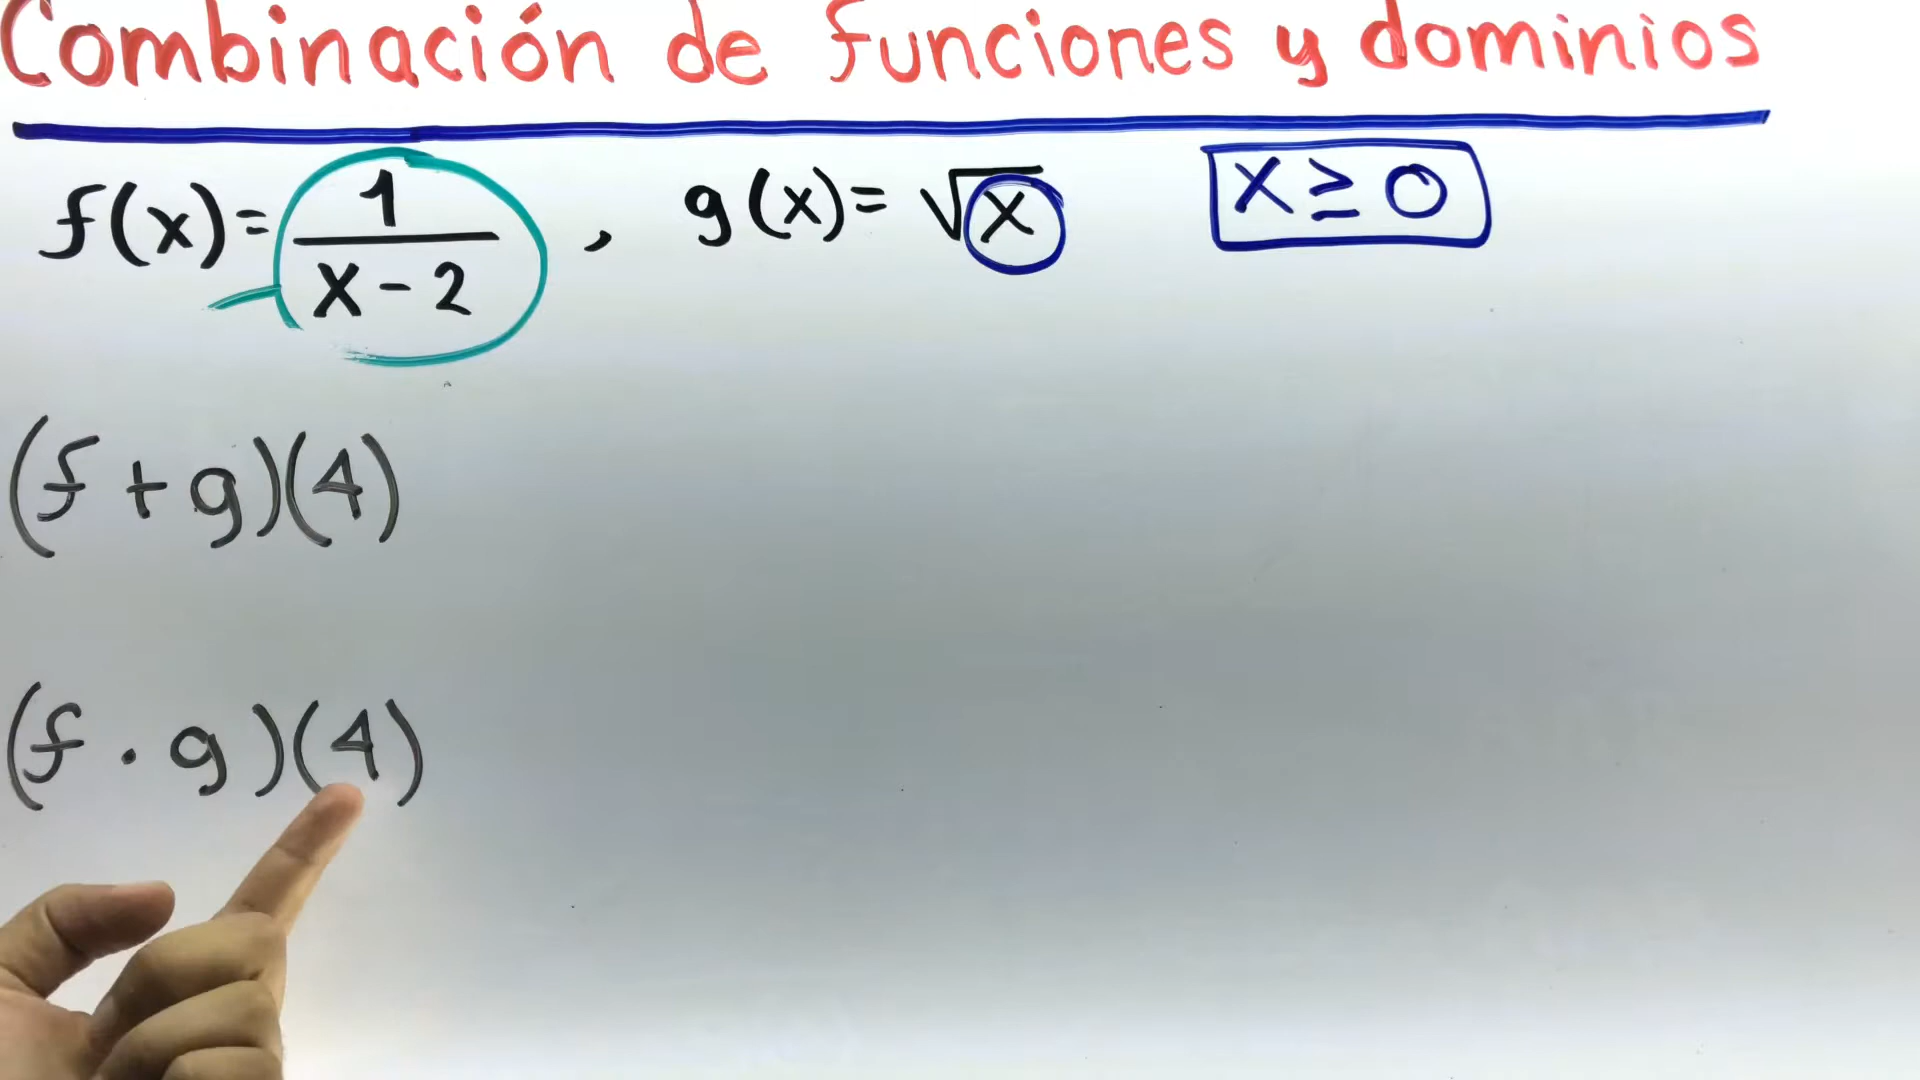 Combinación de funciones y dominios
f(x)= 1/(x-2) , g(x)= √x x ≥ 0
(f + g)(4)
(f · g)(4)